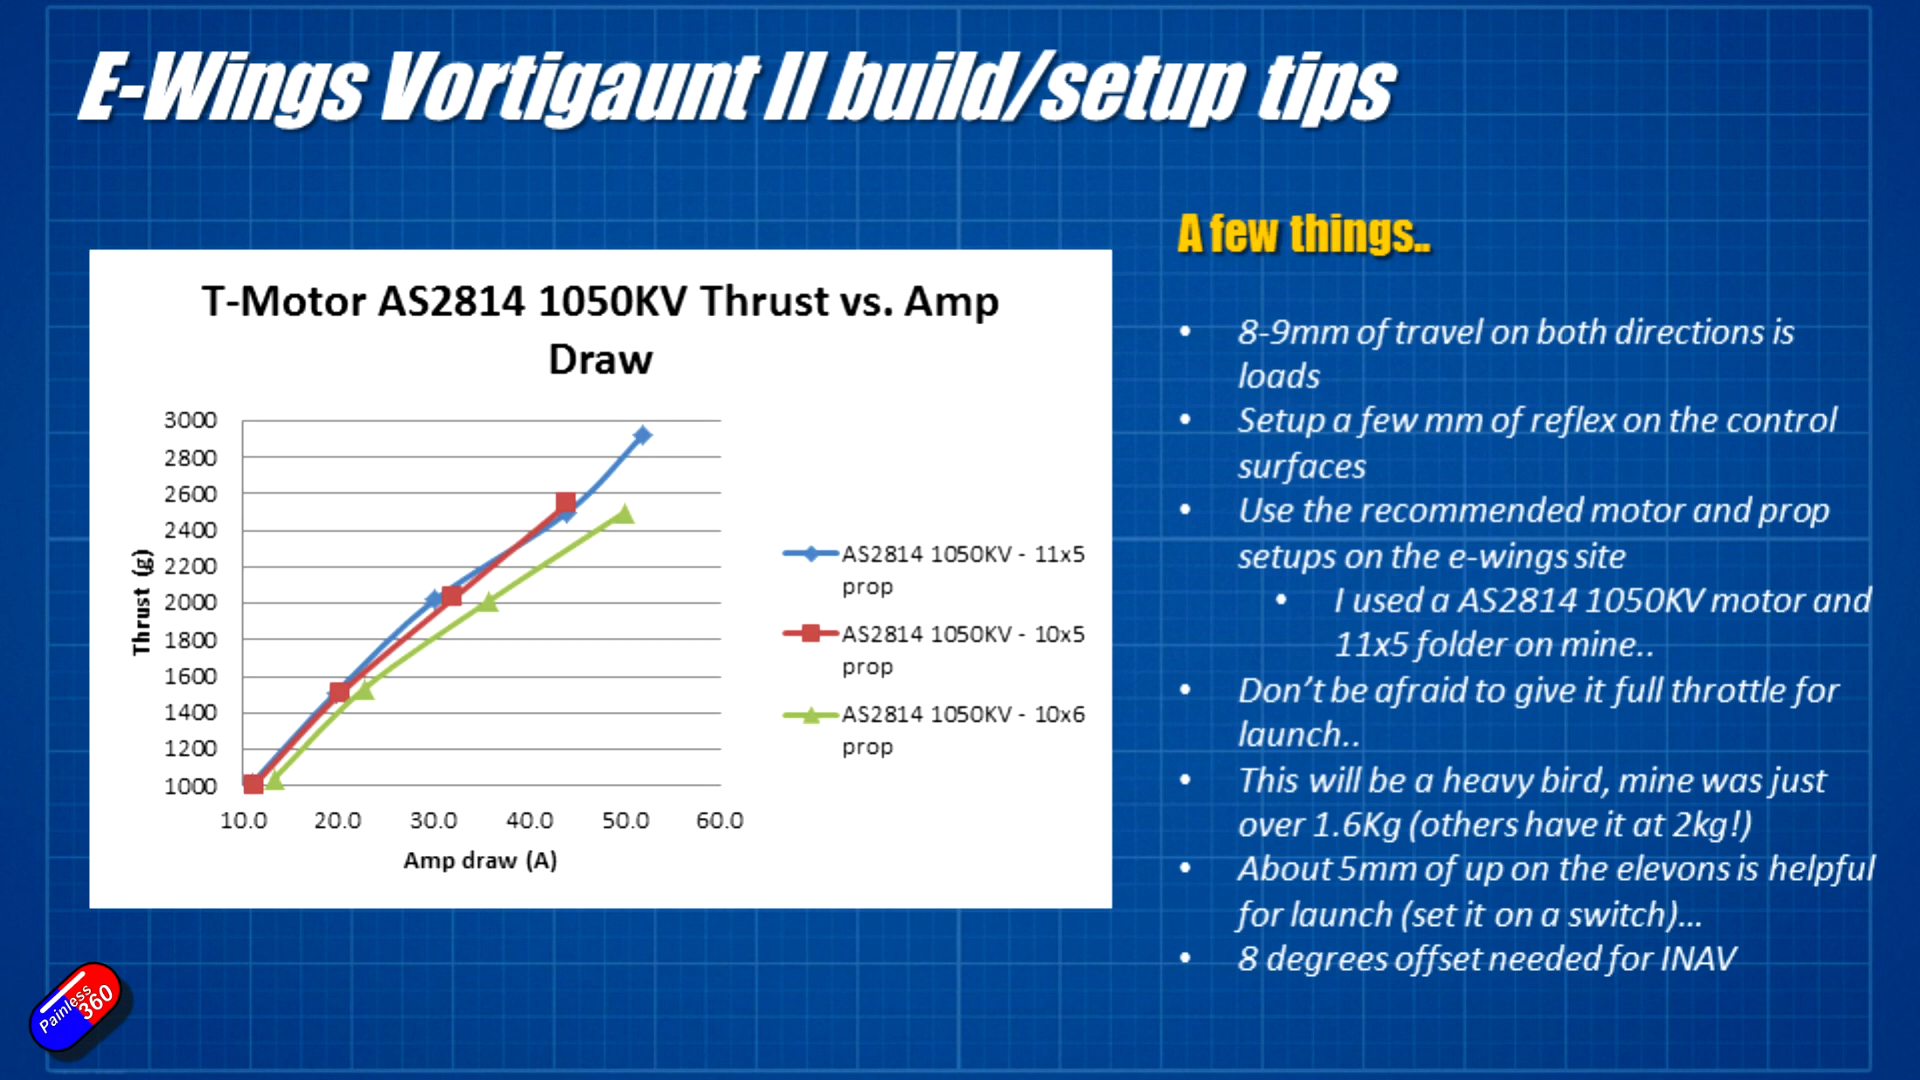 E-Wings Vortigaunt II build/setup tips
T-Motor AS2814 1050KV Thrust vs. Amp
Draw
3000
2800
2600
2400
2200
2000
1800
1600
1400
1200
1000
Thrust (g)
10.0 20.0 30.0 40.0 50.0 60.0
Amp draw (A)
AS2814 1050KV - 11x5
prop
AS2814 1050KV - 10x5
prop
AS2814 1050KV - 10x6
prop
A few things..
• 8-9mm of travel on both directions is
loads
• Setup a few mm of reflex on the control
surfaces
• Use the recommended motor and prop
setups on the e-wings site
• I used a AS2814 1050KV motor and
11x5 folder on mine..
• Don't be afraid to give it full throttle for
launch..
• This will be a heavy bird, mine was just
over 1.6Kg (others have it at 2kg!)
• About 5mm of up on the elevons is helpful
for launch (set it on a switch)...
• 8 degrees offset needed for INAV
Painless
360